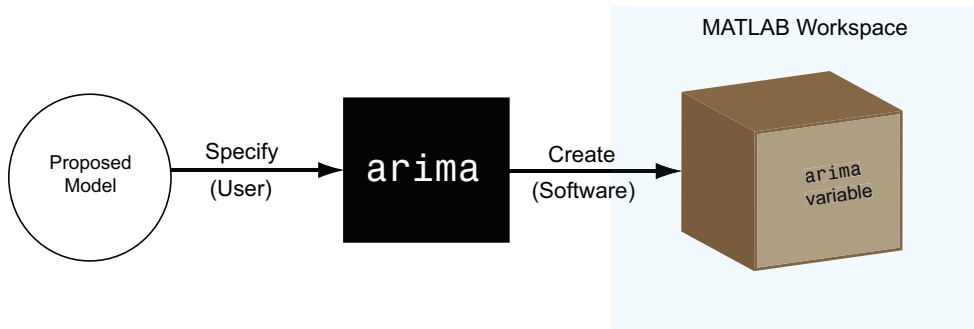 MATLAB Workspace
Proposed
Model
Specify
(User)
arima
Create
(Software)
arima
variable